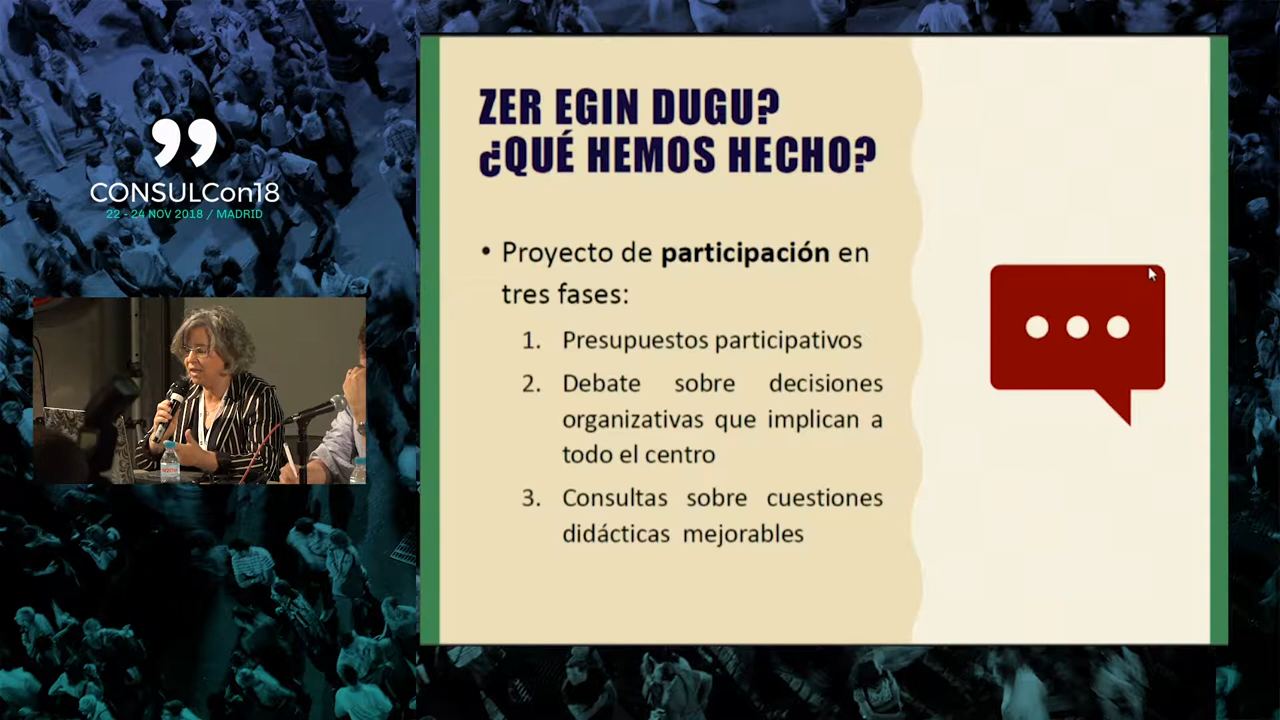 CONSULCon18
22 - 24 NOV 2018 / MADRID
ZER EGIN DUGU?
¿QUÉ HEMOS HECHO?
• Proyecto de participación en
tres fases:
1. Presupuestos participativos
2. Debate sobre decisiones
organizativas que implican a
todo el centro
3. Consultas sobre cuestiones
didácticas mejorables